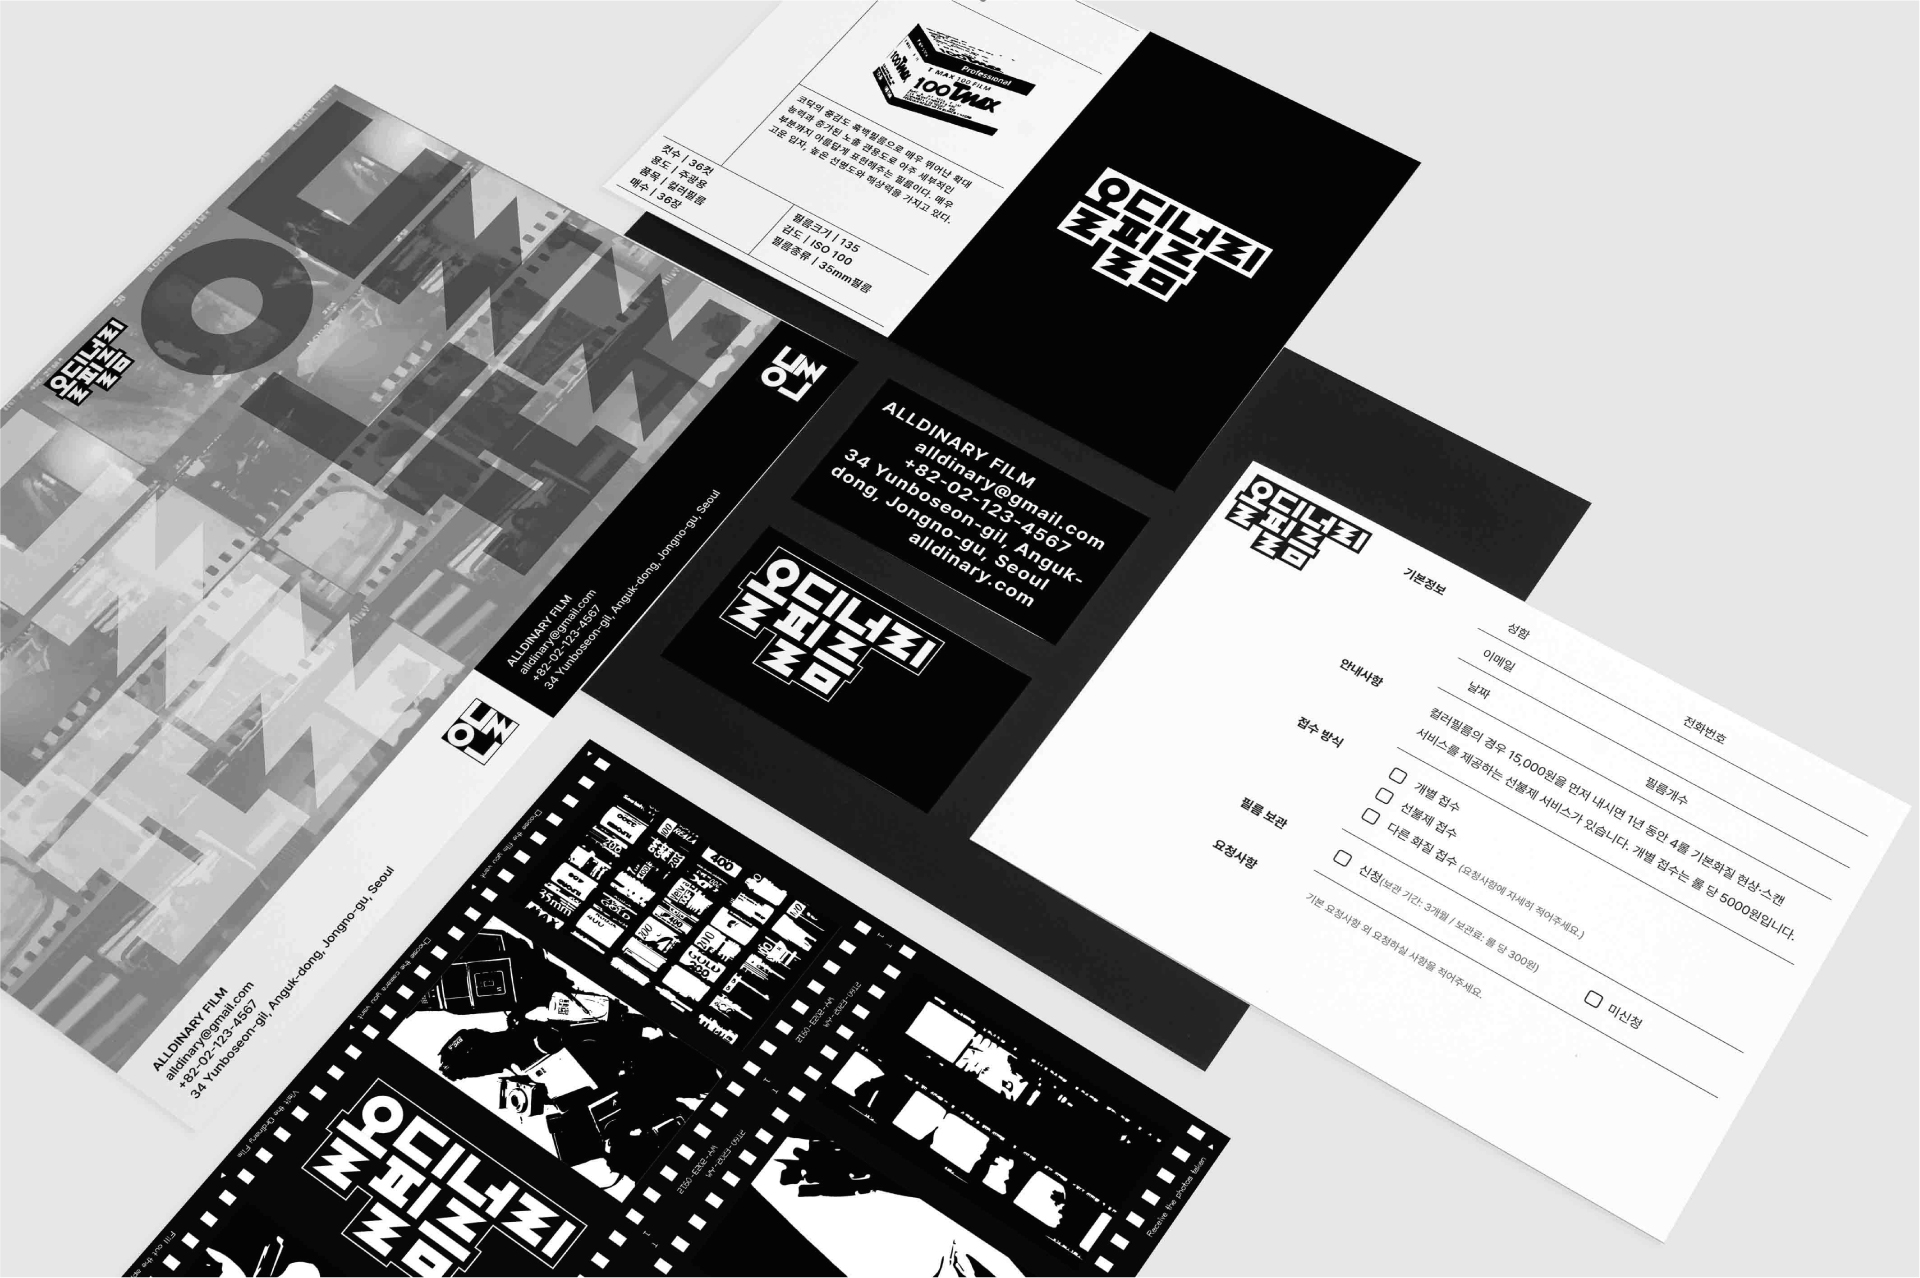 Professional
T MAX 100 FILM
100 Tmax
코닥의 중감도 흑백필름으로 매우 뛰어난 확대
능력과 증가된 노출 관용도로 아주 세부적인
부분까지 아름답게 표현해주는 필름이다. 매우
고운 입자, 높은 선명도와 해상력을 가지고 있다.
컷수 | 36컷
용도 | 주광용
품목 | 컬러필름
매수 | 36장
필름크기 | 135
감도 | ISO 100
필름종류 | 35mm필름
올디너리
필름
올디너리
필름
ALLDINARY FILM
alldinary@gmail.com
+82-02-123-4567
34 Yunboseon-gil, Anguk-dong, Jongno-gu, Seoul
ALLDINARY FILM
alldinary@gmail.com
+82-02-123-4567
34 Yunboseon-gil, Anguk-dong, Jongno-gu, Seoul
ALLDINARY FILM
alldinary@gmail.com
+82-02-123-4567
34 Yunboseon-gil, Anguk-
dong, Jongno-gu, Seoul
alldinary.com
올디너리
필름
올디너리
필름
기본정보
성함
이메일
전화번호
날짜
필름개수
안내사항
컬러필름의 경우 15,000원을 먼저 내시면 1년 동안 4롤 기본화질 현상·스캔
서비스를 제공하는 선불제 서비스가 있습니다. 개별 접수는 롤 당 5000원입니다.
접수 방식
개별 접수
선불제 접수
다른 화질 접수 (요청사항에 자세히 적어주세요.)
필름 보관
신청(보관 기간: 3개월 / 보관료: 롤 당 300원)
미신청
요청사항
기본 요청사항 외 요청하실 사항을 적어주세요.
Choose the film you want
Choose the camera you want
Visit the Ordinary Film
400
200
GOLD
200
올디너리
필름
Receive the photos taken